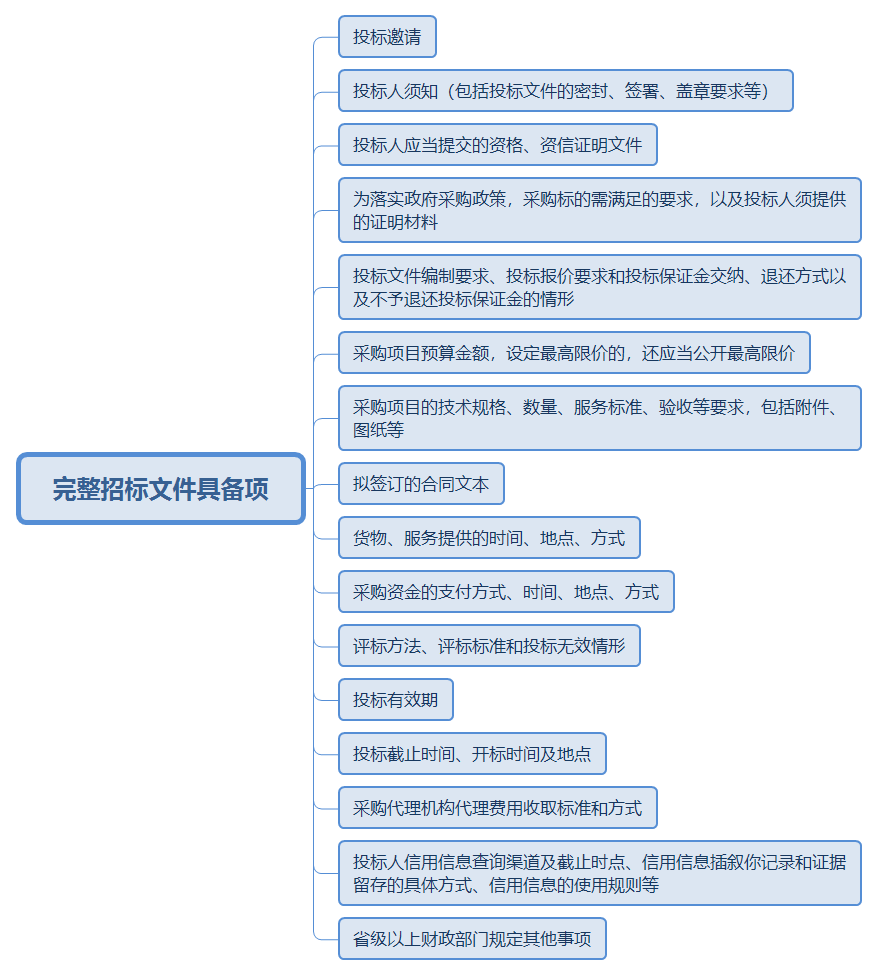 投标邀请
投标人须知（包括投标文件的密封、签署、盖章要求等）
投标人应当提交的资格、资信证明文件
为落实政府采购政策，采购标的需满足的要求，以及投标人须提供
的证明材料
投标文件编制要求、投标报价要求和投标保证金交纳、退还方式以
及不予退还投标保证金的情形
采购项目预算金额，设定最高限价的，还应当公开最高限价
采购项目的技术规格、数量、服务标准、验收等要求，包括附件、
图纸等
完整招标文件具备项
拟签订的合同文本
货物、服务提供的时间、地点、方式
采购资金的支付方式、时间、地点、方式
评标方法、评标标准和投标无效情形
投标有效期
投标截止时间、开标时间及地点
采购代理机构代理费用收取标准和方式
投标人信用信息查询渠道及截止时点、信用信息插叙你记录和证据
留存的具体方式、信用信息的使用规则等
省级以上财政部门规定其他事项